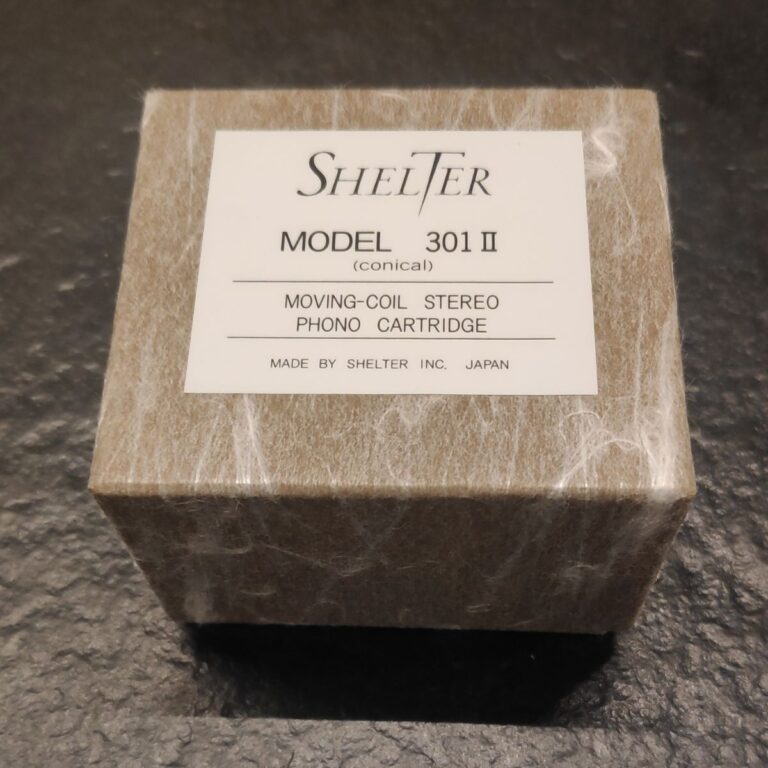 SHELTER
MODEL 301 II
(conical)
MOVING-COIL STEREO
PHONO CARTRIDGE
MADE BY SHELTER INC. JAPAN